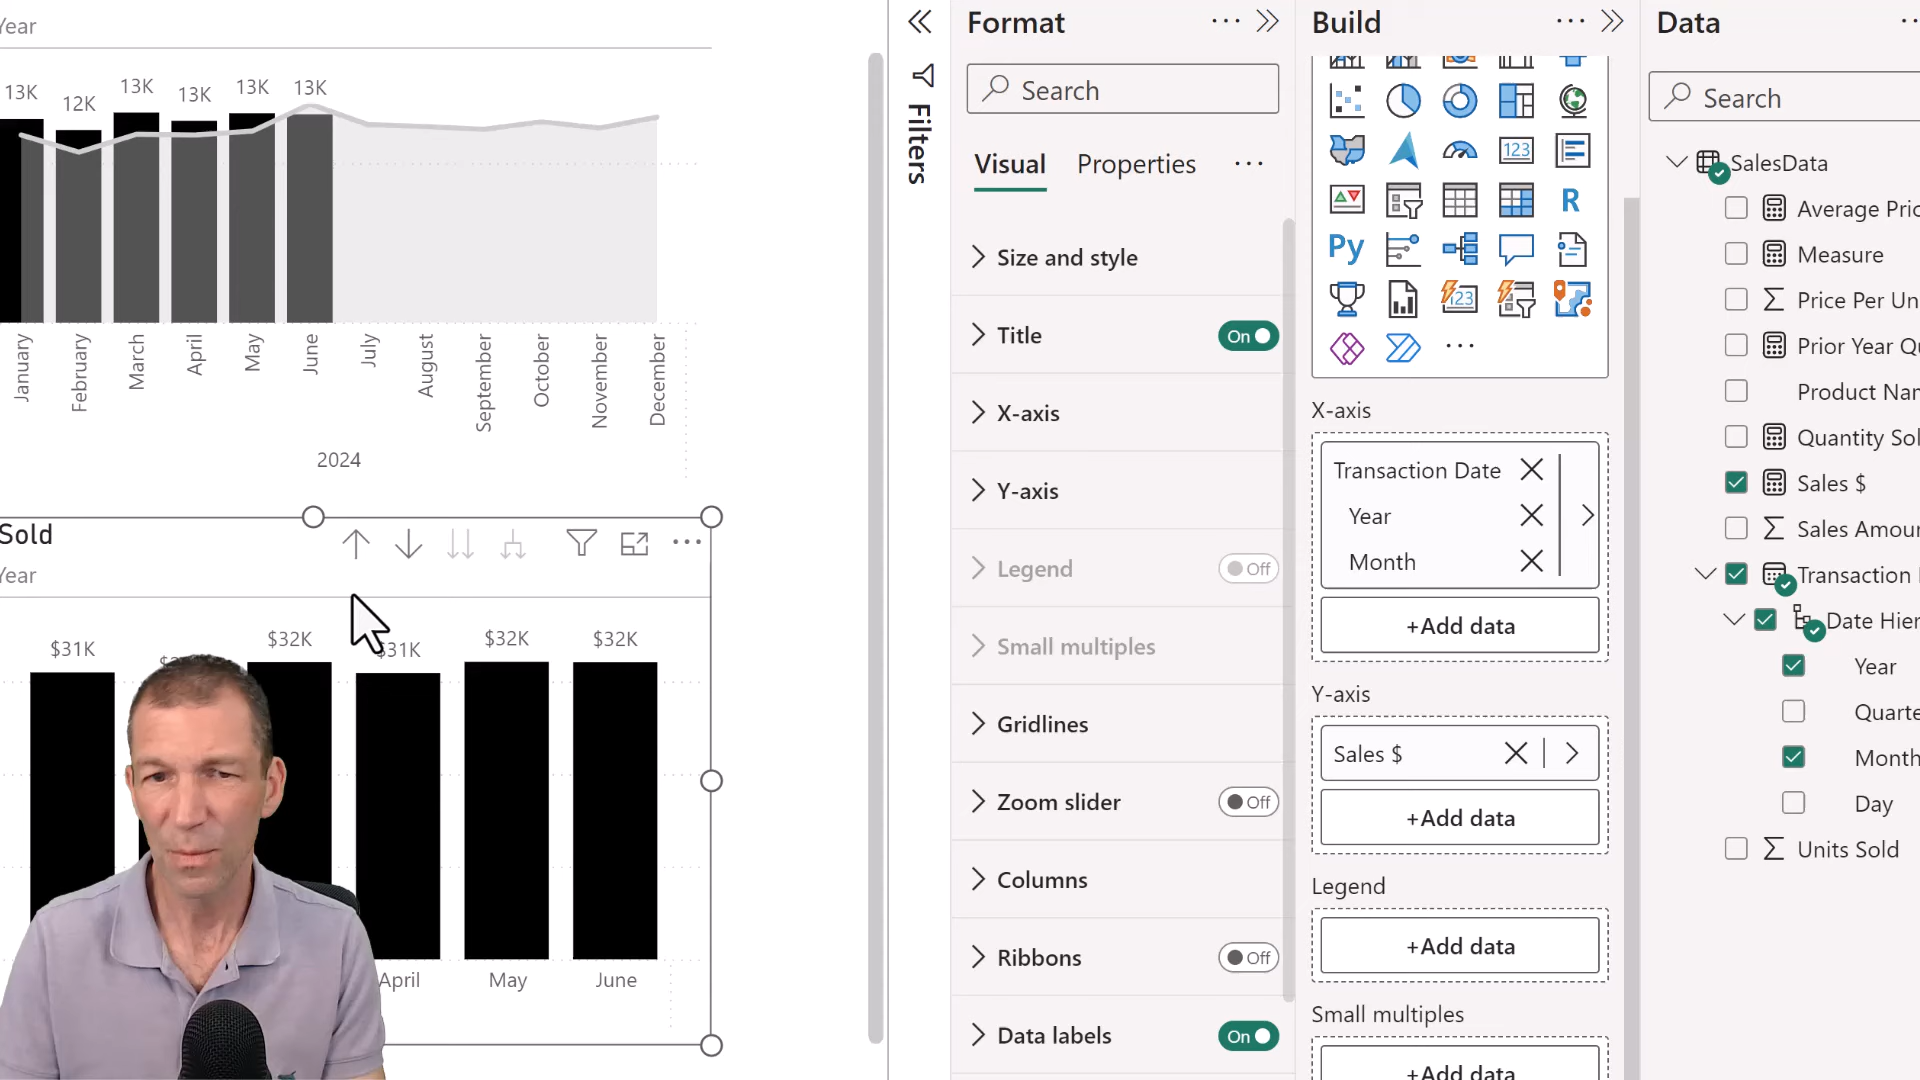 Year
13K
12K
13K
13K
13K
13K
January
February
March
April
May
June
July
August
September
October
November
December
2024
Sold
Year
$31K
$32K
$31K
$32K
$32K
April
May
June
Filters
Format
Search
Visual
Properties
Size and style
Title
On
X-axis
Y-axis
Legend
Off
Small multiples
Gridlines
Zoom slider
Off
Columns
Ribbons
Off
Data labels
On
Build
123
R
Py
123
X-axis
Transaction Date
Year
Month
+Add data
Y-axis
Sales $
+Add data
Legend
+Add data
Small multiples
+Add data
Data
Search
SalesData
Average Pric
Measure
Price Per Un
Prior Year Qu
Product Nam
Quantity Sol
Sales $
Sales Amoun
Transaction
Date Hier
Year
Quarte
Month
Day
Units Sold